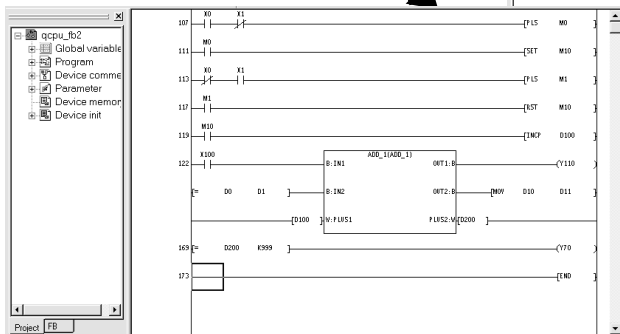 qcpu_fb2
Global variable
Program
Device comme
Parameter
Device memor
Device init
Project FB
X0 X1
107 [PLS M0 ]
M0
111 [SET M10 ]
X0 X1
113 [PLS M1 ]
M1
117 [RST M10 ]
M10
119 [INCP D100 ]
X100 ADD_1(ADD_1)
122 B:IN1 OUT1:B (Y110 )
[= D0 D1 ] B:IN2 OUT2:B [MOV D10 D11 ]
[D100 ] W:PLUS1 PLUS2:W [D200 ]
169 [= D200 K999 ] (Y70 )
173 [END ]